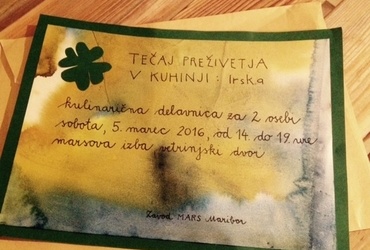 TEČAJ PREŽIVETJA
V KUHINJI: Irska
kulinarična delavnica za 2 osebi
sobota, 5. marec 2016, od 14. do 19. ure
marsova izba vetrinjski dvor
Zavod MARS Maribor